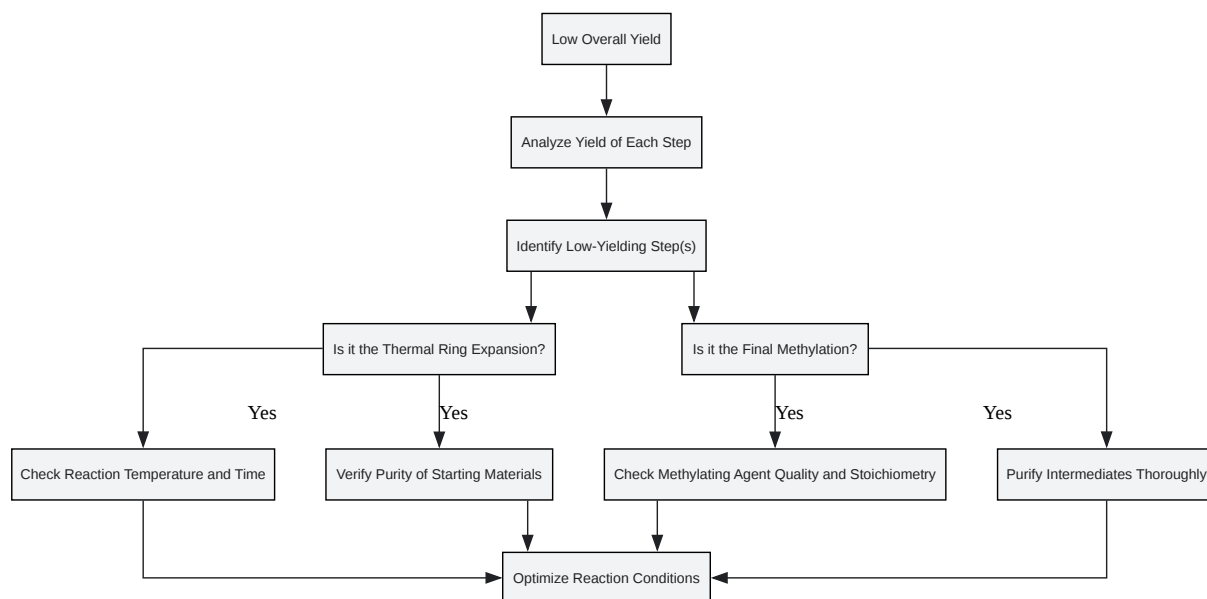 Low Overall Yield
Analyze Yield of Each Step
Identify Low-Yielding Step(s)
Is it the Thermal Ring Expansion?
Is it the Final Methylation?
Yes
Yes
Yes
Yes
Check Reaction Temperature and Time
Verify Purity of Starting Materials
Check Methylating Agent Quality and Stoichiometry
Purify Intermediates Thoroughly
Optimize Reaction Conditions